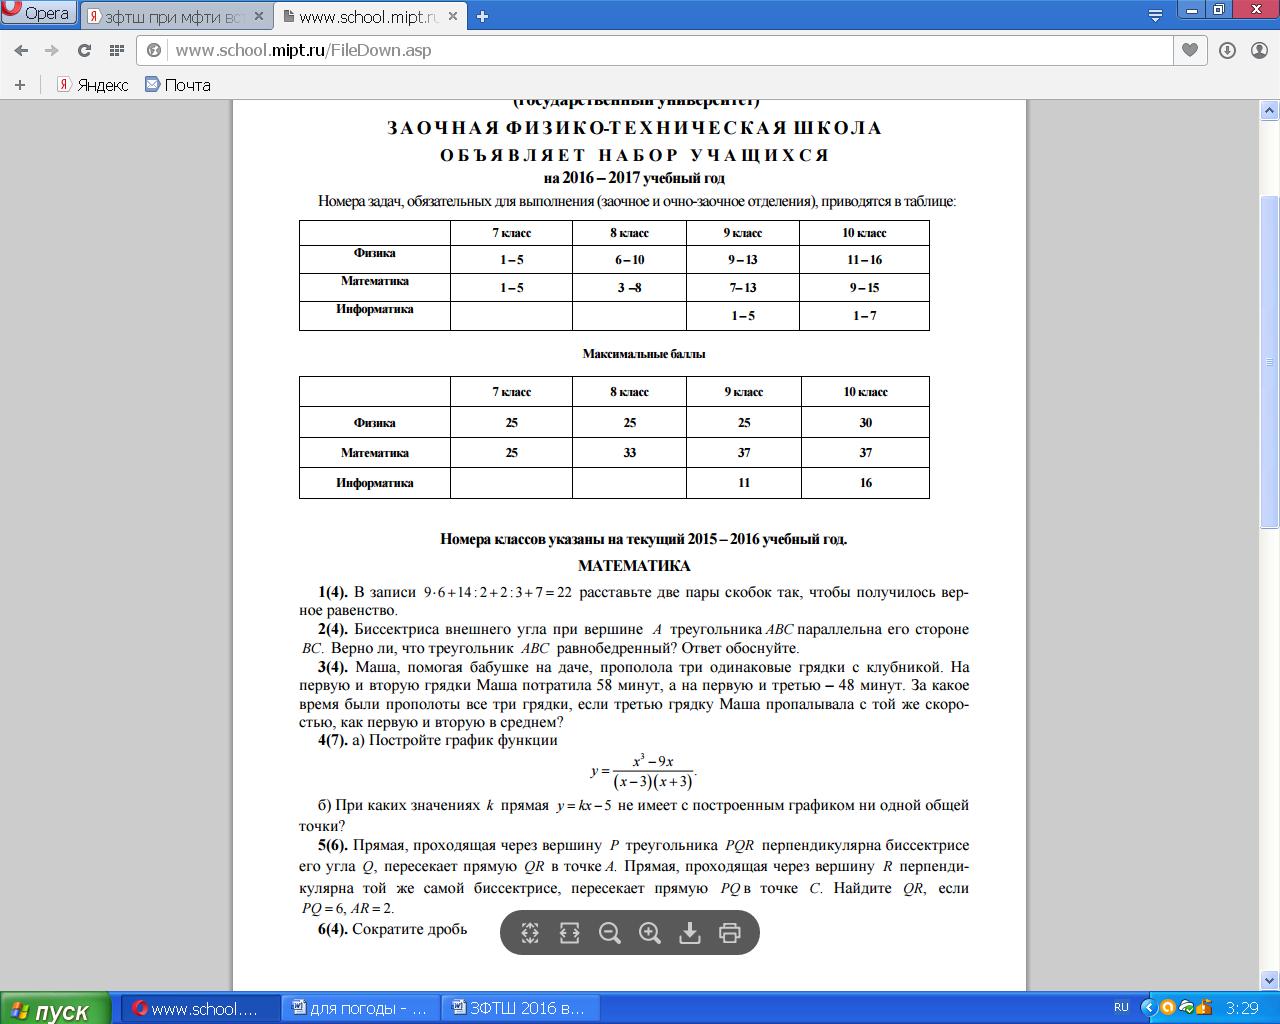 Opera
зфтш при мфти вст
www.school.mipt.ru
www.school.mipt.ru/FileDown.asp
Яндекс
Почта
(государственный университет)
ЗАОЧНАЯ ФИЗИКО-ТЕХНИЧЕСКАЯ ШКОЛА
ОБЪЯВЛЯЕТ НАБОР УЧАЩИХСЯ
на 2016 – 2017 учебный год
Номера задач, обязательных для выполнения (заочное и очно-заочное отделения), приводятся в таблице:
7 класс 8 класс 9 класс 10 класс
Физика 1 – 5 6 – 10 9 – 13 11 – 16
Математика 1 – 5 3 –8 7– 13 9 – 15
Информатика 1 – 5 1 – 7
Максимальные баллы
7 класс 8 класс 9 класс 10 класс
Физика 25 25 25 30
Математика 25 33 37 37
Информатика 11 16
Номера классов указаны на текущий 2015 – 2016 учебный год.
МАТЕМАТИКА
1(4). В записи 9·6+14:2+2:3+7=22 расставьте две пары скобок так, чтобы получилось вер-
ное равенство.
2(4). Биссектриса внешнего угла при вершине A треугольника ABC параллельна его стороне
BC. Верно ли, что треугольник ABC равнобедренный? Ответ обоснуйте.
3(4). Маша, помогая бабушке на даче, прополола три одинаковые грядки с клубникой. На
первую и вторую грядки Маша потратила 58 минут, а на первую и третью – 48 минут. За какое
время были прополоты все три грядки, если третью грядку Маша пропалывала с той же скоро-
стью, как первую и вторую в среднем?
4(7). а) Постройте график функции
y = (x³ − 9x) / ((x − 3)(x + 3)).
б) При каких значениях k прямая y = kx − 5 не имеет с построенным графиком ни одной общей
точки?
5(6). Прямая, проходящая через вершину P треугольника PQR перпендикулярна биссектрисе
его угла Q, пересекает прямую QR в точке A. Прямая, проходящая через вершину R перпенди-
кулярна той же самой биссектрисе, пересекает прямую PQ в точке C. Найдите QR, если
PQ = 6, AR = 2.
6(4). Сократите дробь
пуск
www.school....
для погоды - ...
ЗФТШ 2016 в...
RU
3:29